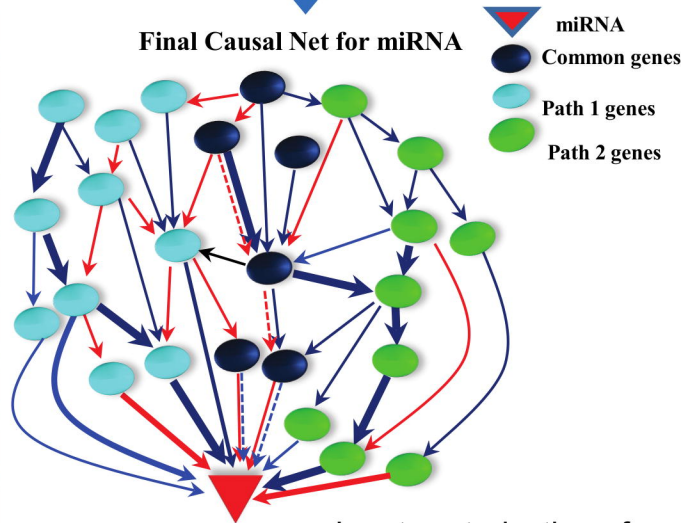 Final Causal Net for miRNA
miRNA
Common genes
Path 1 genes
Path 2 genes